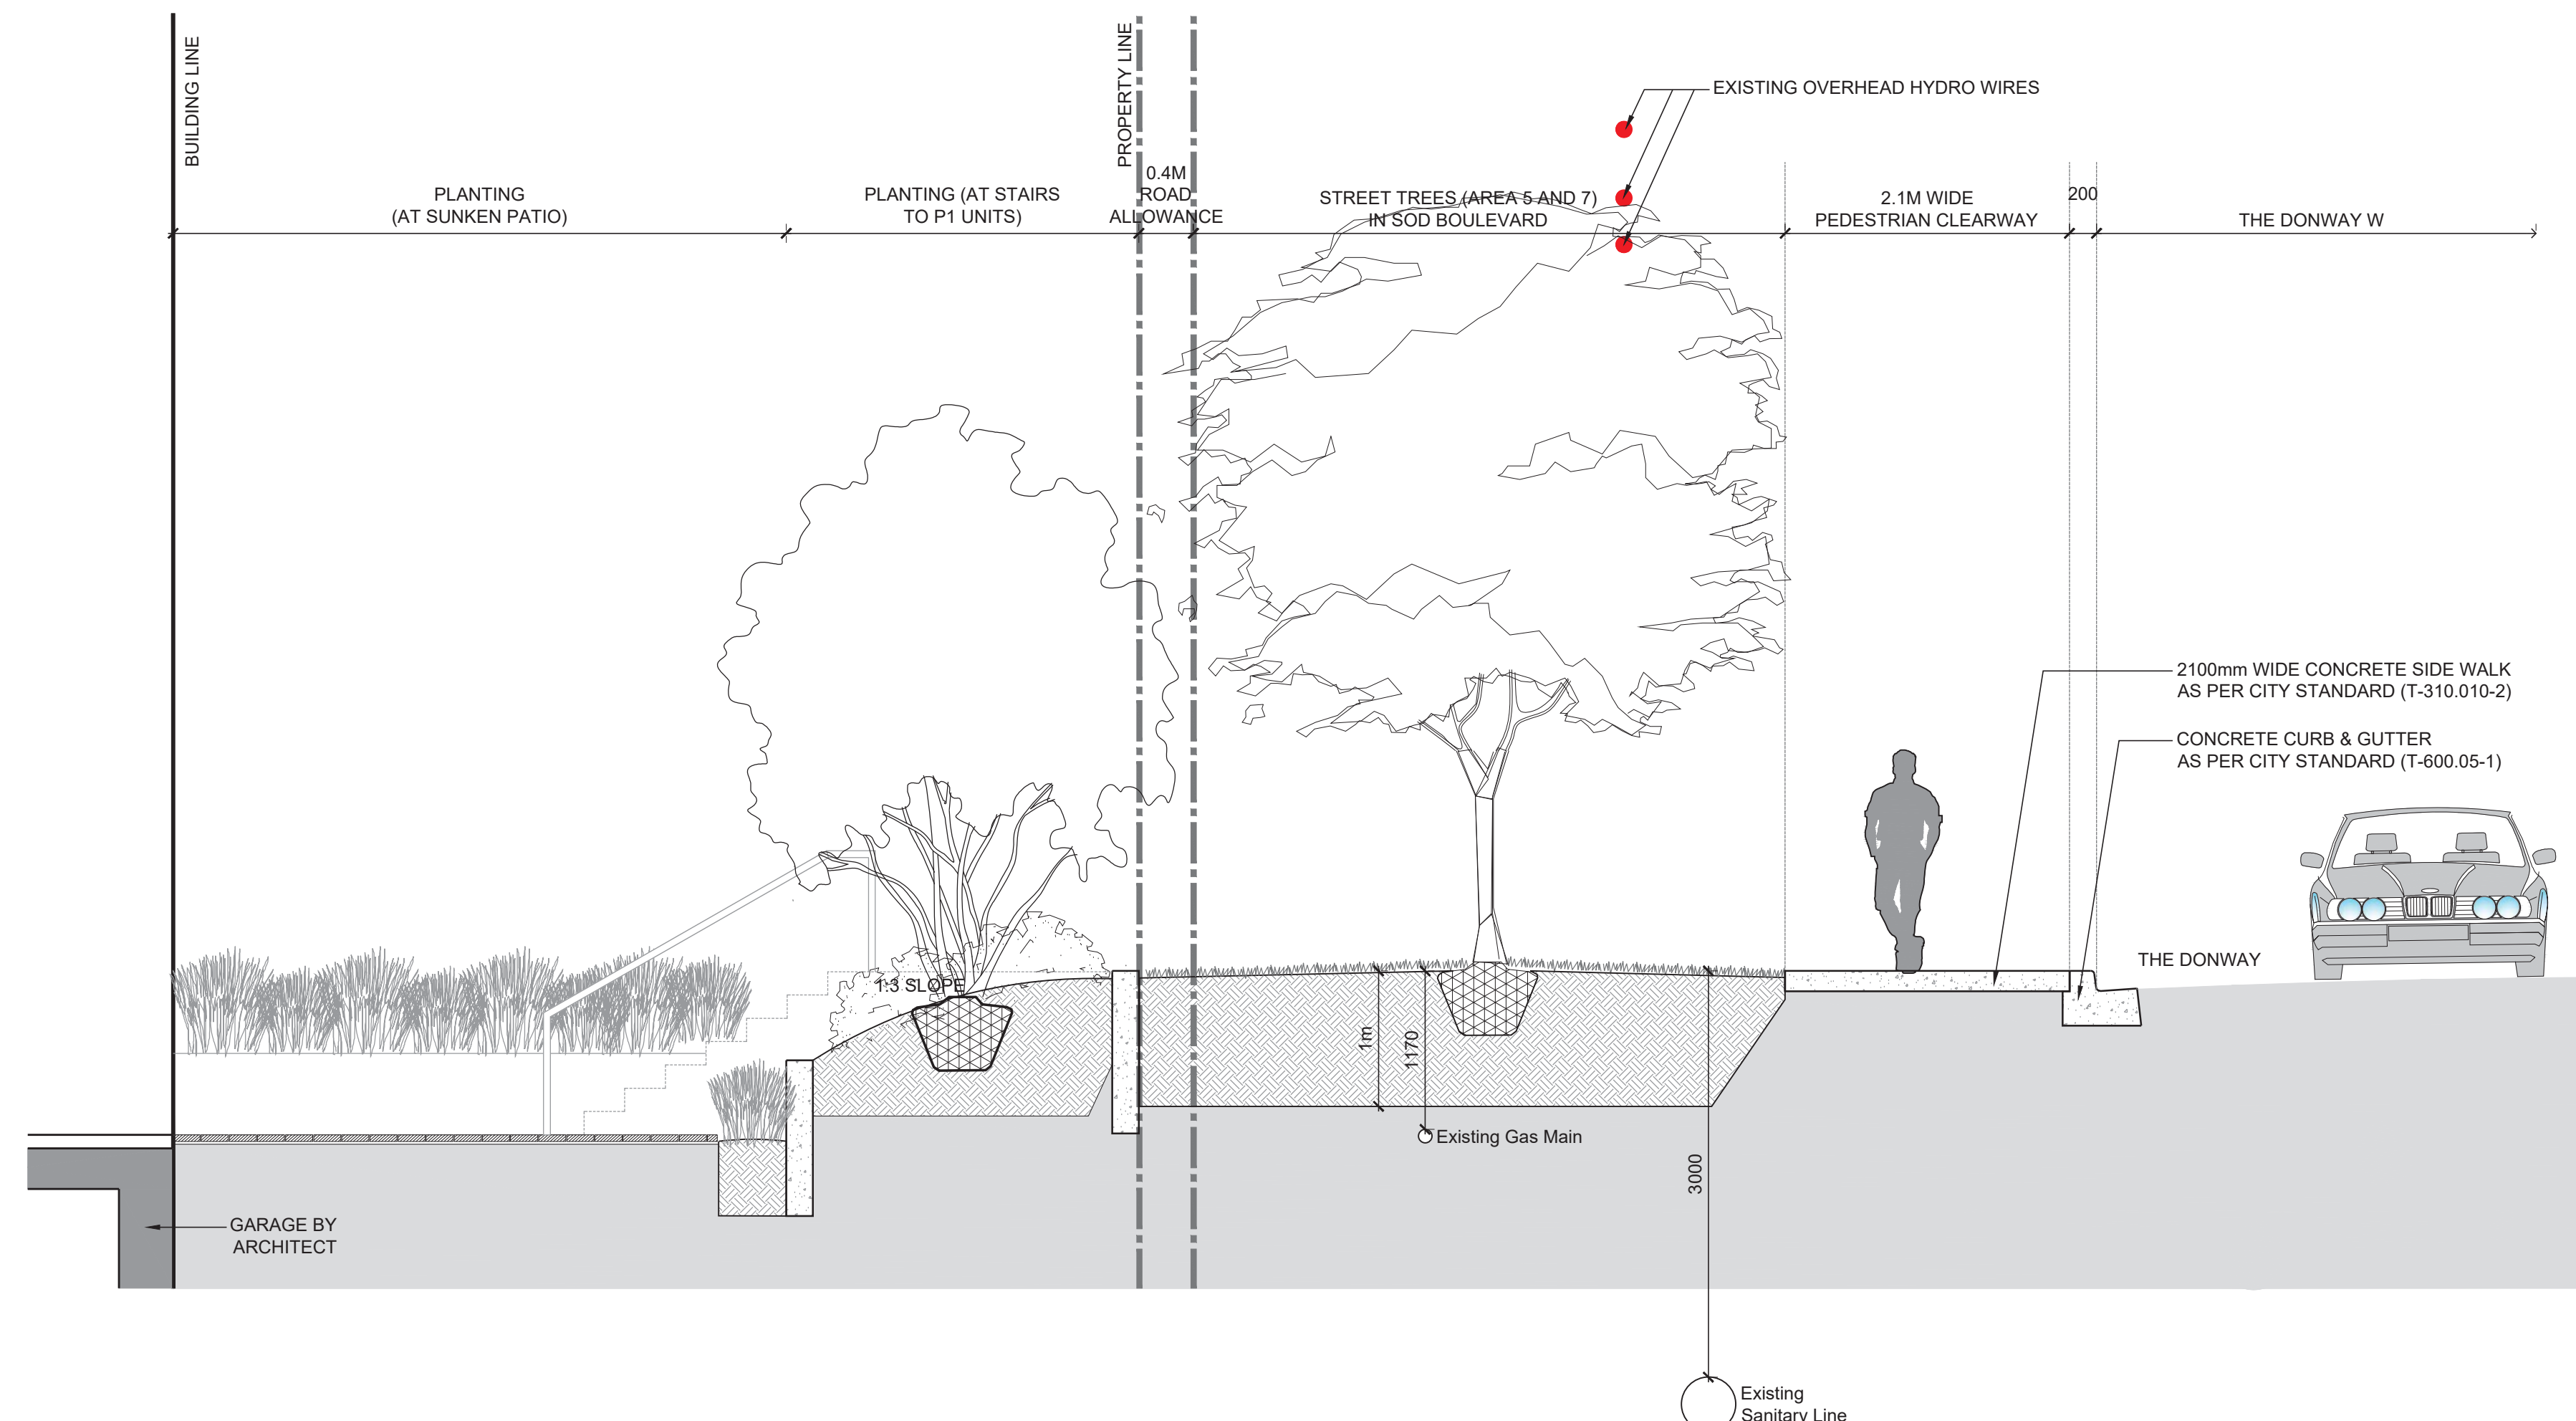 BUILDING LINE
PROPERTY LINE
EXISTING OVERHEAD HYDRO WIRES
PLANTING
(AT SUNKEN PATIO)
PLANTING (AT STAIRS
TO P1 UNITS)
0.4M
ROAD
ALLOWANCE
STREET TREES (AREA 5 AND 7)
IN SOD BOULEVARD
2.1M WIDE
PEDESTRIAN CLEARWAY
200
THE DONWAY W
2100mm WIDE CONCRETE SIDE WALK
AS PER CITY STANDARD (T-310.010-2)
CONCRETE CURB & GUTTER
AS PER CITY STANDARD (T-600.05-1)
THE DONWAY
1:3 SLOPE
1m
1170
Existing Gas Main
3000
GARAGE BY
ARCHITECT
Existing
Sanitary Line